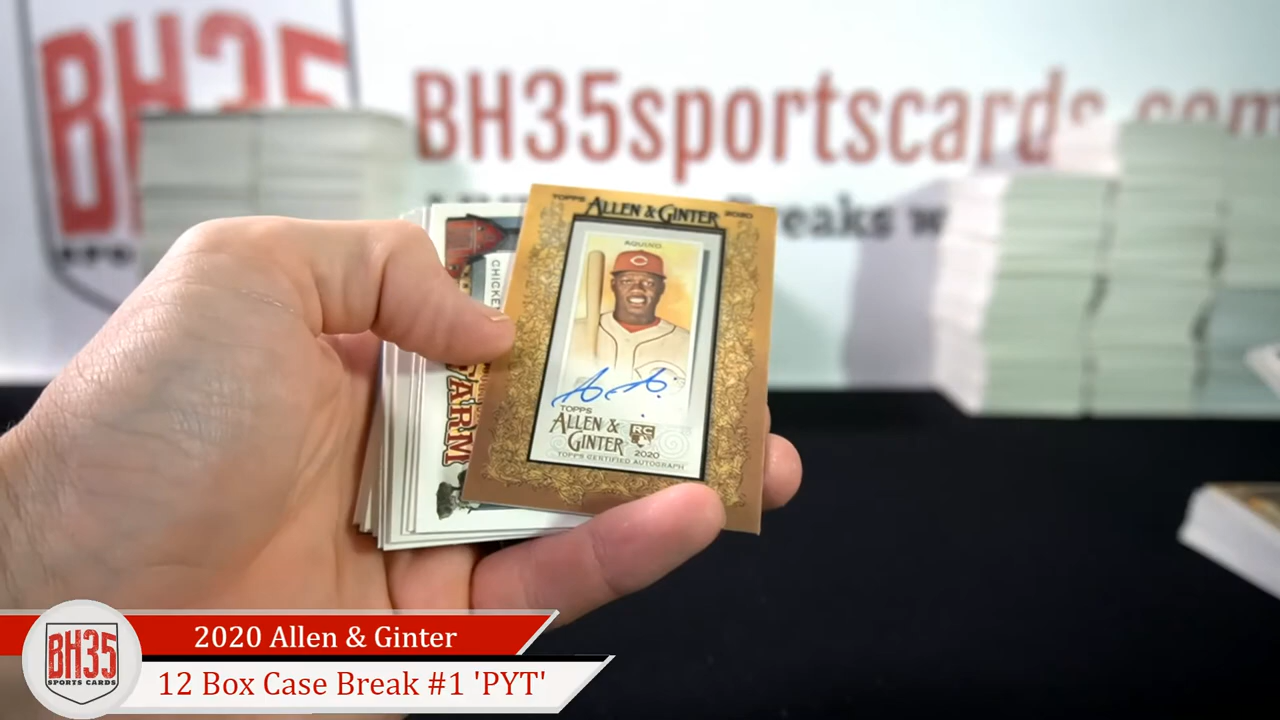 BH35
BH35sportscards.com
eaks w
TOPPS ALLEN & GINTER 2020
AQUINO
C
TOPPS
ALLEN &
GINTER
RC
2020
TOPPS CERTIFIED AUTOGRAPH
CHICKE
ARM
BH35
SPORTS CARDS
2020 Allen & Ginter
12 Box Case Break #1 'PYT'